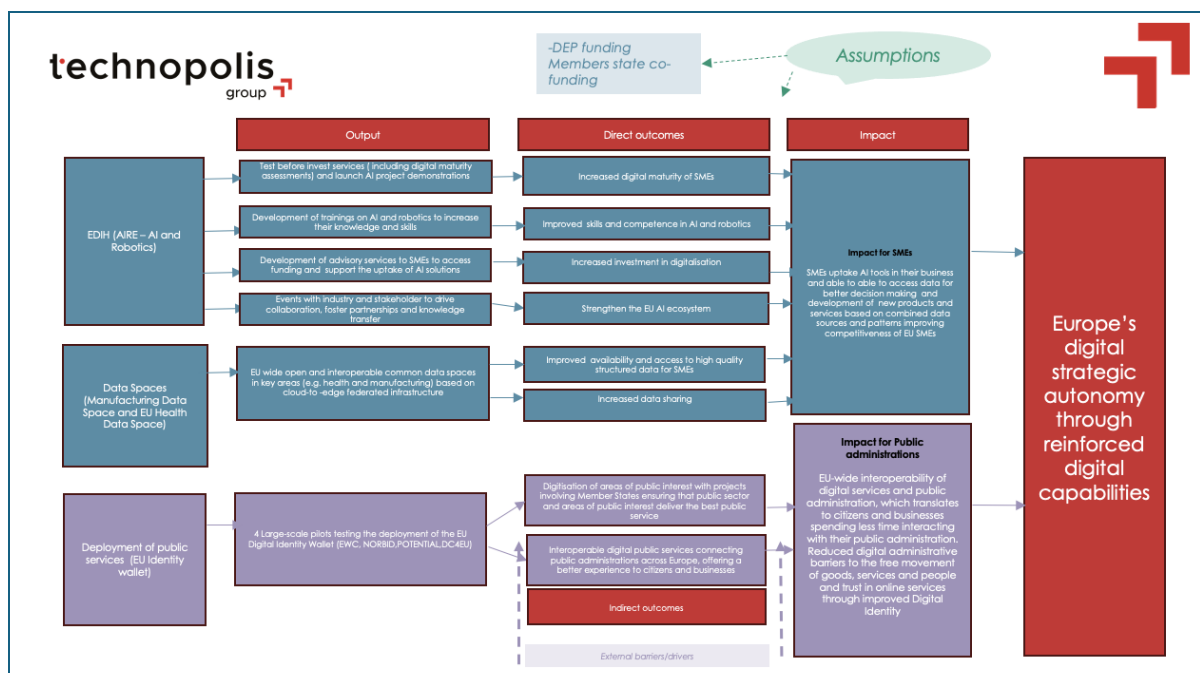 technopolis
group
-DEP funding
Members state co-
funding
Assumptions
Output
Direct outcomes
Impact
EDIH (AIRE – AI and
Robotics)
Test before invest services ( including digital maturity
assessments) and launch AI project demonstrations
Increased digital maturity of SMEs
Development of trainings on AI and robotics to increase
their knowledge and skills
Improved  skills and competence in AI and robotics
Development of advisory services to SMEs to access
funding and  support the uptake of AI solutions
Increased investment in digitalisation
Events with industry and stakeholder to drive
collaboration, foster partnerships and knowledge
transfer
Strengthen the EU AI ecosystem
Data Spaces
(Manufacturing Data
Space and EU Health
Data Space)
EU wide open and interoperable common data spaces
in key areas (e.g. health and manufacturing) based on
cloud-to -edge federated infrastructure
Improved  availability and access to high quality
structured data for SMEs
Increased data sharing
Impact for SMEs
SMEs uptake AI tools in their business
and able to able to access data for
better decision making  and
development of  new products and
services based on combined data
sources and patterns improving
competitiveness of EU SMEs
Deployment of public
services  (EU Identity
wallet)
4 Large-scale pilots testing the deployment of the EU
Digital Identity Wallet (EWC, NORBID,POTENTIAL,DC4EU)
Digitisation of areas of public interest with projects
involving Member States ensuring that public sector
and areas of public interest deliver the best public
service
Interoperable digital public services connecting
public administrations across Europe, offering a
better experience to citizens and businesses
Indirect outcomes
External barriers/drivers
Impact for Public
administrations
EU-wide interoperability of
digital services and public
administration, which translates
to citizens and businesses
spending less time interacting
with their public administration.
Reduced digital administrative
barriers to the free movement
of goods, services and people
and trust in online services
through improved Digital
Identity
Europe's
digital
strategic
autonomy
through
reinforced
digital
capabilities